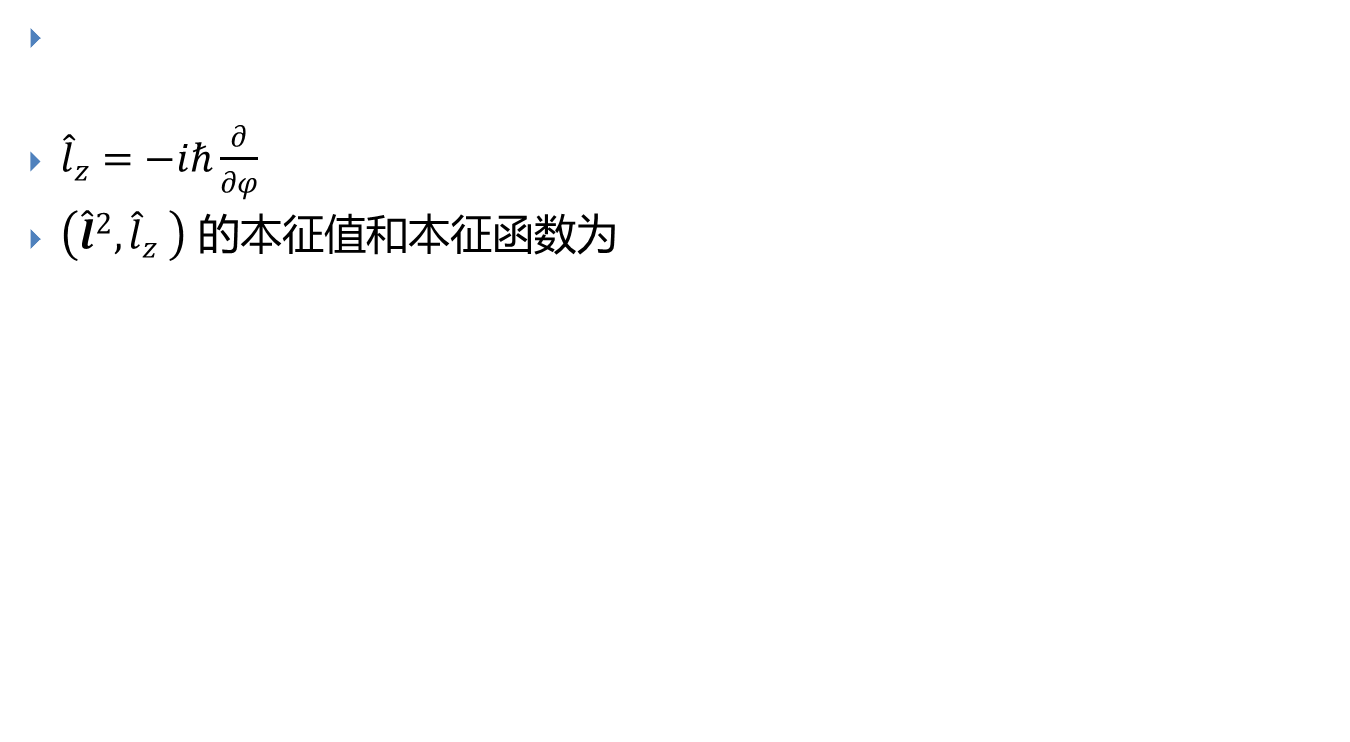 l̂_z = −iℏ ∂/∂φ
(l̂², l̂_z) 的本征值和本征函数为